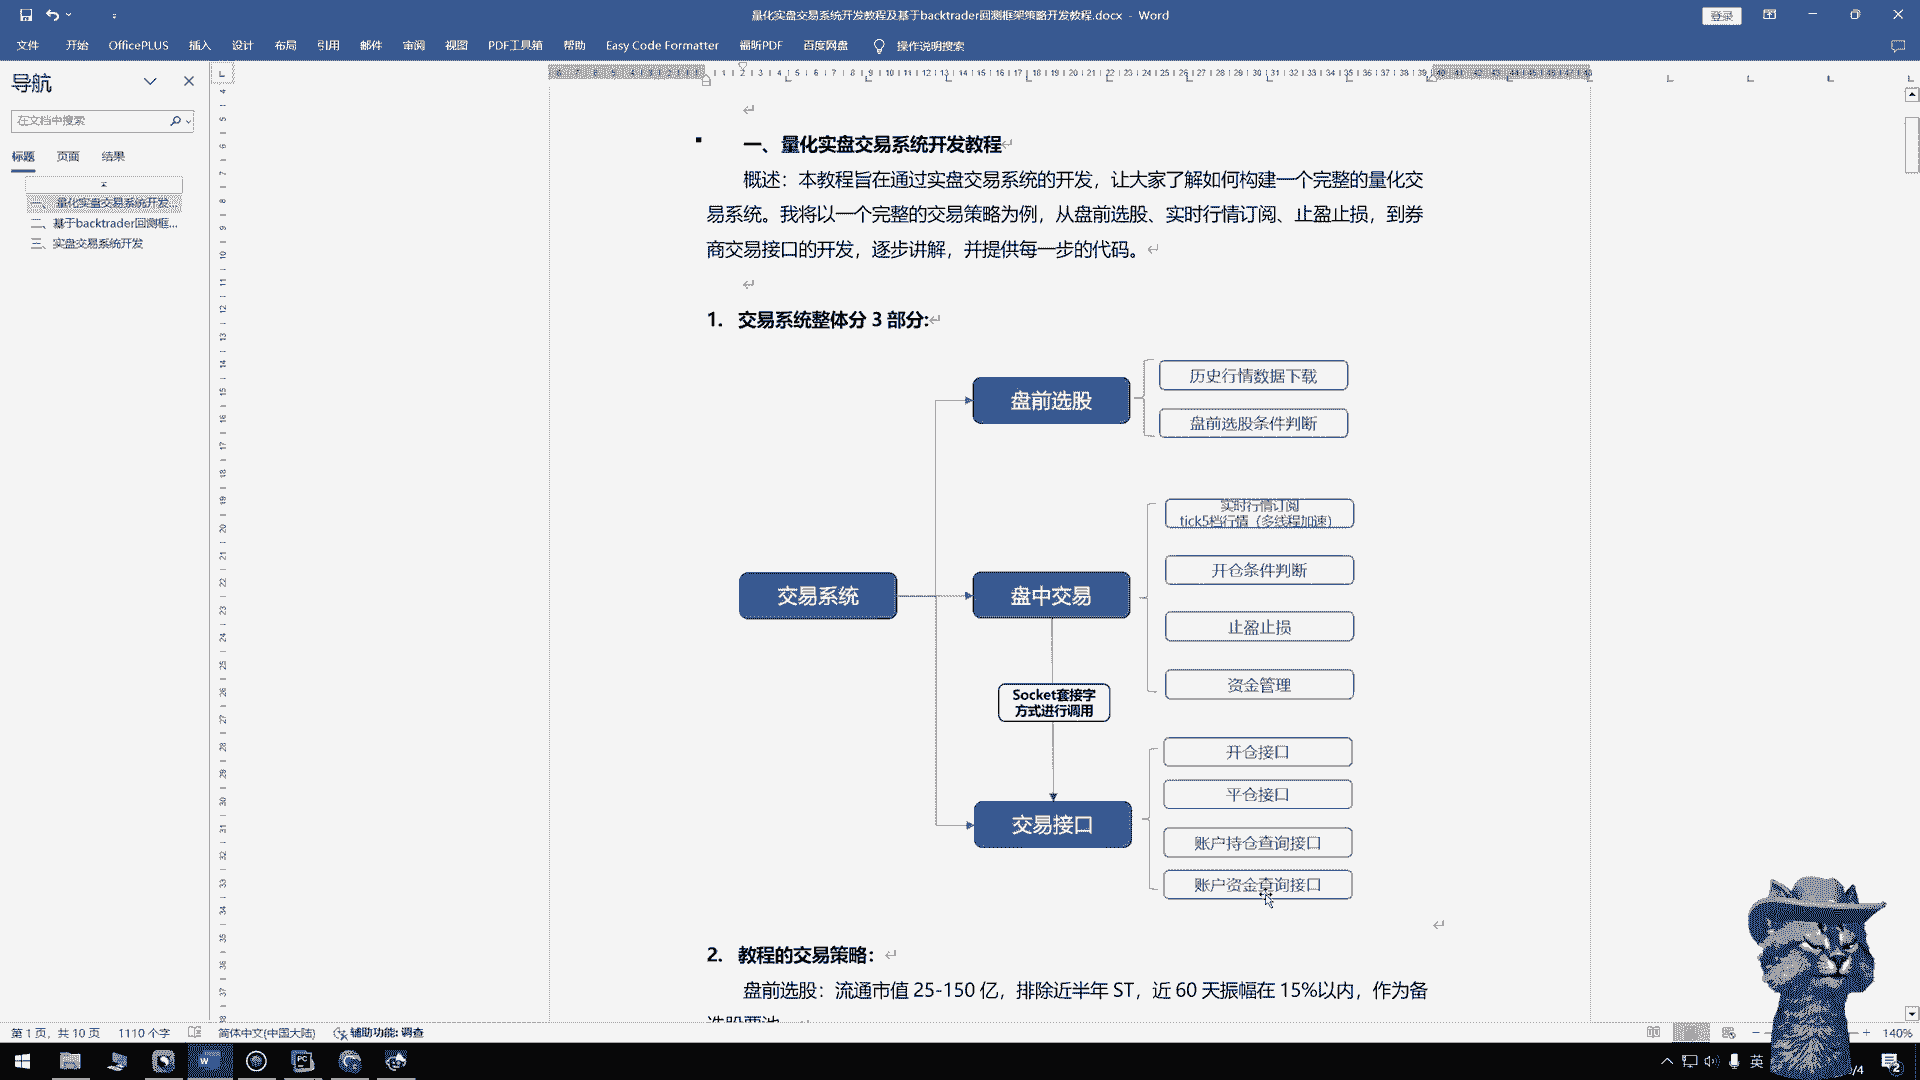 量化实盘交易系统开发教程及基于backtrader回测框架策略开发教程.docx - Word
登录
文件 开始 OfficePLUS 插入 设计 布局 引用 邮件 审阅 视图 PDF工具箱 帮助 Easy Code Formatter 福昕PDF 百度网盘 操作说明搜索
导航
在文档中搜索
标题 页面 结果
一、量化实盘交易系统开发...
二、基于backtrader回测框...
三、实盘交易系统开发
一、量化实盘交易系统开发教程
概述：本教程旨在通过实盘交易系统的开发，让大家了解如何构建一个完整的量化交
易系统。我将以一个完整的交易策略为例，从盘前选股、实时行情订阅、止盈止损，到券
商交易接口的开发，逐步讲解，并提供每一步的代码。
1. 交易系统整体分 3 部分:
盘前选股
历史行情数据下载
盘前选股条件判断
实时行情订阅
tick5档行情（多线程加速）
开仓条件判断
交易系统
盘中交易
止盈止损
资金管理
Socket套接字
方式进行调用
开仓接口
平仓接口
交易接口
账户持仓查询接口
账户资金查询接口
2. 教程的交易策略：
盘前选股：流通市值 25-150 亿，排除近半年 ST，近 60 天振幅在 15%以内，作为备
选股票池
第 1 页，共 10 页 1110 个字 简体中文(中国大陆) 辅助功能: 调查
140%
英